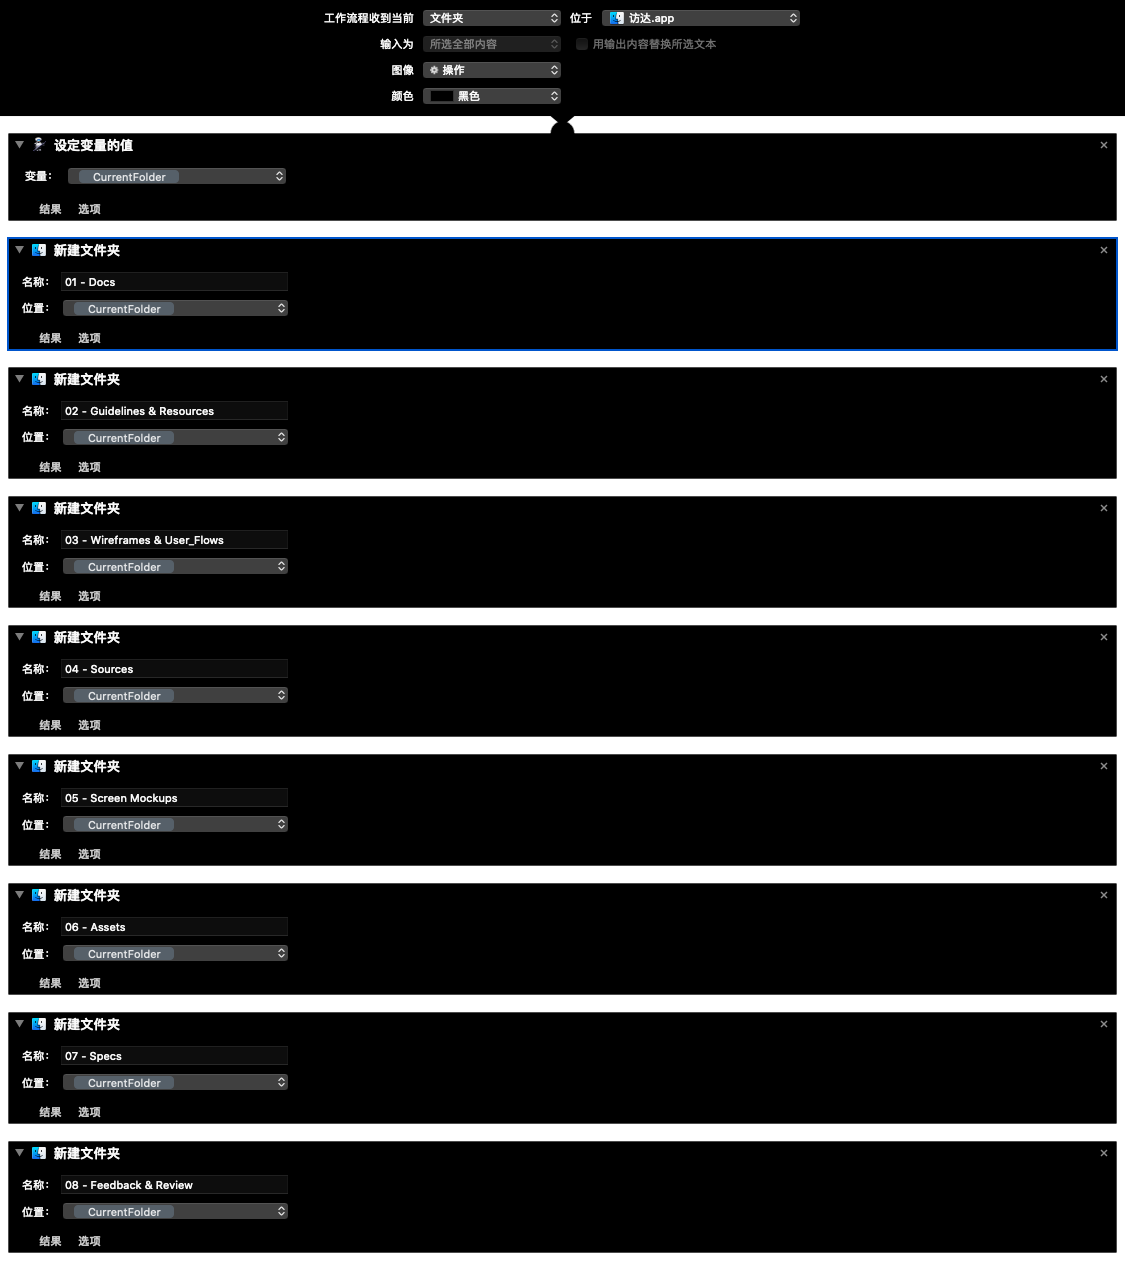 工作流程收到当前 文件夹 位于 访达.app
输入为 所选全部内容 用输出内容替换所选文本
图像 操作
颜色 黑色
设定变量的值
变量： CurrentFolder
结果 选项
新建文件夹
名称： 01 - Docs
位置： CurrentFolder
结果 选项
新建文件夹
名称： 02 - Guidelines & Resources
位置： CurrentFolder
结果 选项
新建文件夹
名称： 03 - Wireframes & User_Flows
位置： CurrentFolder
结果 选项
新建文件夹
名称： 04 - Sources
位置： CurrentFolder
结果 选项
新建文件夹
名称： 05 - Screen Mockups
位置： CurrentFolder
结果 选项
新建文件夹
名称： 06 - Assets
位置： CurrentFolder
结果 选项
新建文件夹
名称： 07 - Specs
位置： CurrentFolder
结果 选项
新建文件夹
名称： 08 - Feedback & Review
位置： CurrentFolder
结果 选项